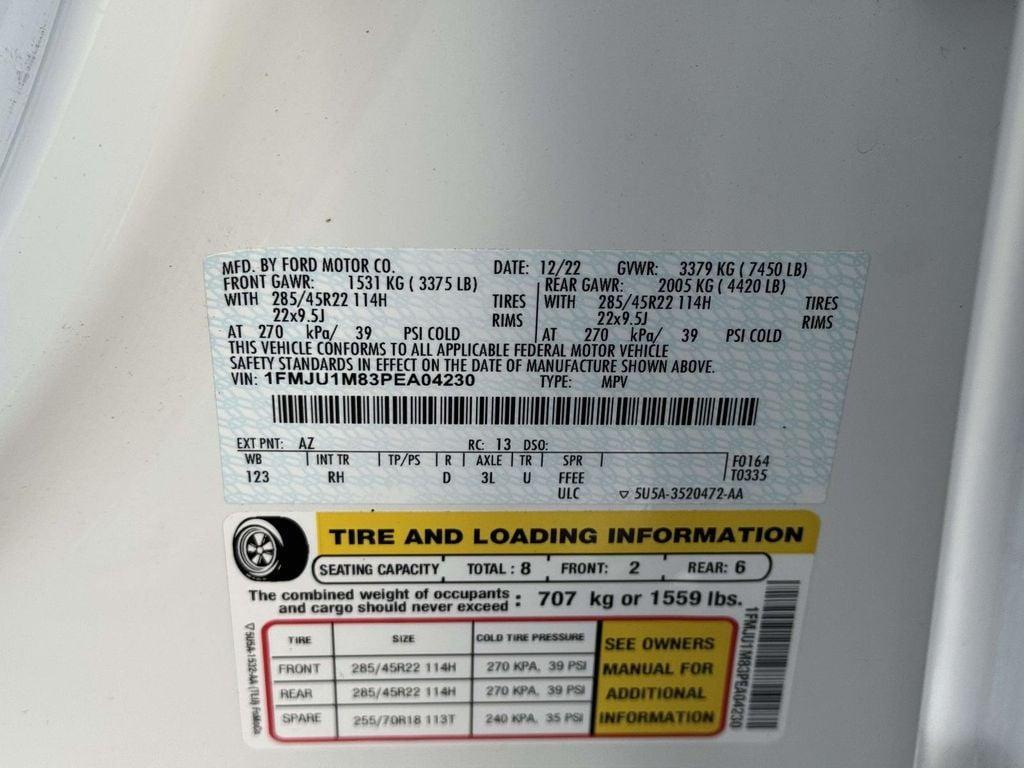 MFD. BY FORD MOTOR CO. DATE: 12/22 GVWR: 3379 KG ( 7450 LB)
FRONT GAWR: 1531 KG ( 3375 LB) REAR GAWR: 2005 KG ( 4420 LB)
WITH 285/45R22 114H TIRES WITH 285/45R22 114H TIRES
22x9.5J RIMS 22x9.5J RIMS
AT 270 kPa/ 39 PSI COLD AT 270 kPa/ 39 PSI COLD
THIS VEHICLE CONFORMS TO ALL APPLICABLE FEDERAL MOTOR VEHICLE
SAFETY STANDARDS IN EFFECT ON THE DATE OF MANUFACTURE SHOWN ABOVE.
VIN: 1FMJU1M83PEA04230 TYPE: MPV
EXT PNT: AZ RC: 13 DSO:
WB INT TR TP/PS R AXLE TR SPR F0164
123 RH D 3L U FFEE T0335
ULC ▽ 5U5A-3520472-AA
TIRE AND LOADING INFORMATION
SEATING CAPACITY TOTAL : 8 FRONT: 2 REAR: 6
The combined weight of occupants and cargo should never exceed : 707 kg or 1559 lbs.
TIRE SIZE COLD TIRE PRESSURE
FRONT 285/45R22 114H 270 KPA, 39 PSI
REAR 285/45R22 114H 270 KPA, 39 PSI
SPARE 255/70R18 113T 240 KPA, 35 PSI
SEE OWNERS
MANUAL FOR
ADDITIONAL
INFORMATION
1FMJU1M83PEA04230
▽ 5U5A-1532-AA